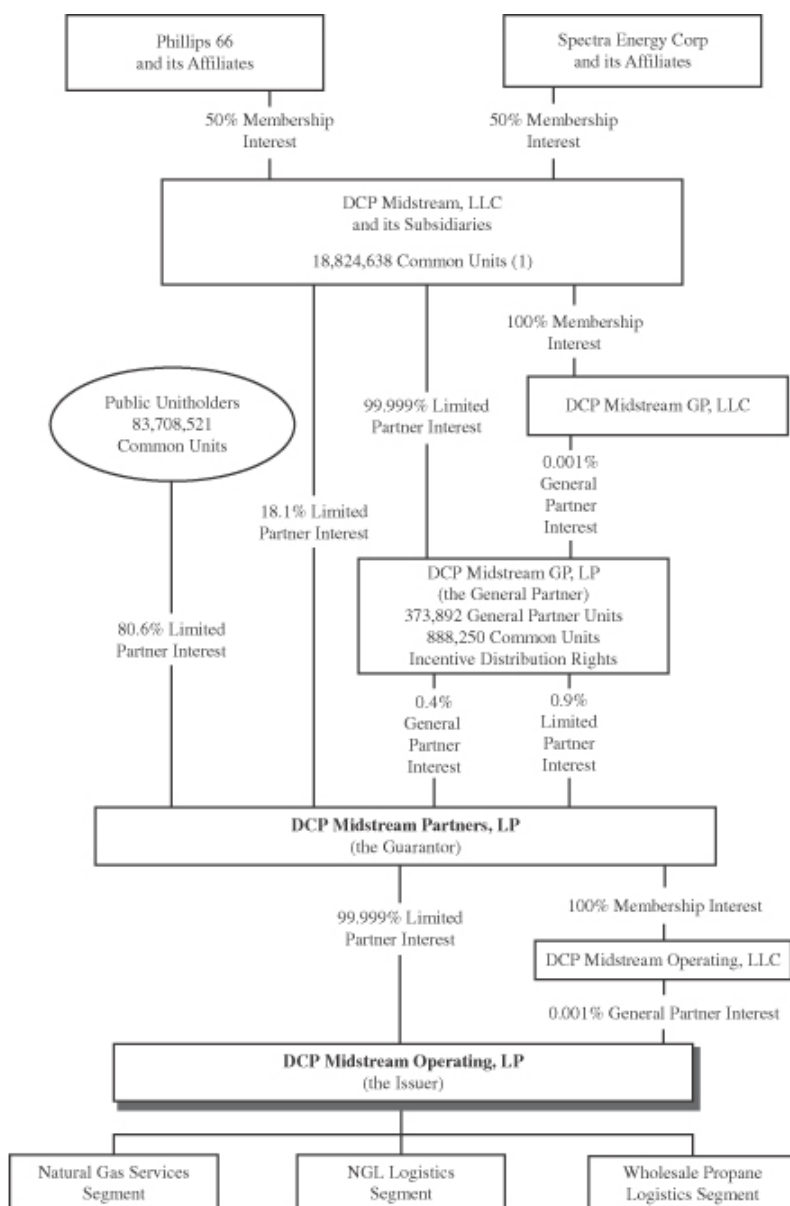 Phillips 66
and its Affiliates
Spectra Energy Corp
and its Affiliates
50% Membership
Interest
50% Membership
Interest
DCP Midstream, LLC
and its Subsidiaries
18,824,638 Common Units (1)
100% Membership
Interest
Public Unitholders
83,708,521
Common Units
99.999% Limited
Partner Interest
DCP Midstream GP, LLC
0.001%
General
Partner
Interest
18.1% Limited
Partner Interest
DCP Midstream GP, LP
(the General Partner)
373,892 General Partner Units
888,250 Common Units
Incentive Distribution Rights
80.6% Limited
Partner Interest
0.4%
General
Partner
Interest
0.9%
Limited
Partner
Interest
DCP Midstream Partners, LP
(the Guarantor)
99.999% Limited
Partner Interest
100% Membership Interest
DCP Midstream Operating, LLC
0.001% General Partner Interest
DCP Midstream Operating, LP
(the Issuer)
Natural Gas Services
Segment
NGL Logistics
Segment
Wholesale Propane
Logistics Segment